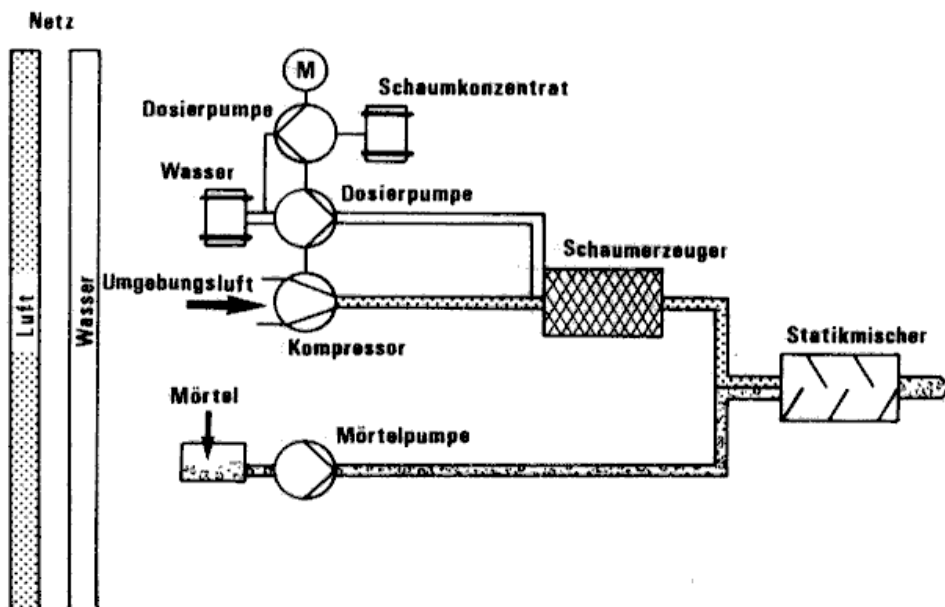 Netz
M
Schaumkonzentrat
Dosierpumpe
Wasser
Dosierpumpe
Schaumerzeuger
Umgebungsluft
Luft
Wasser
Kompressor
Statikmischer
Mörtel
Mörtelpumpe